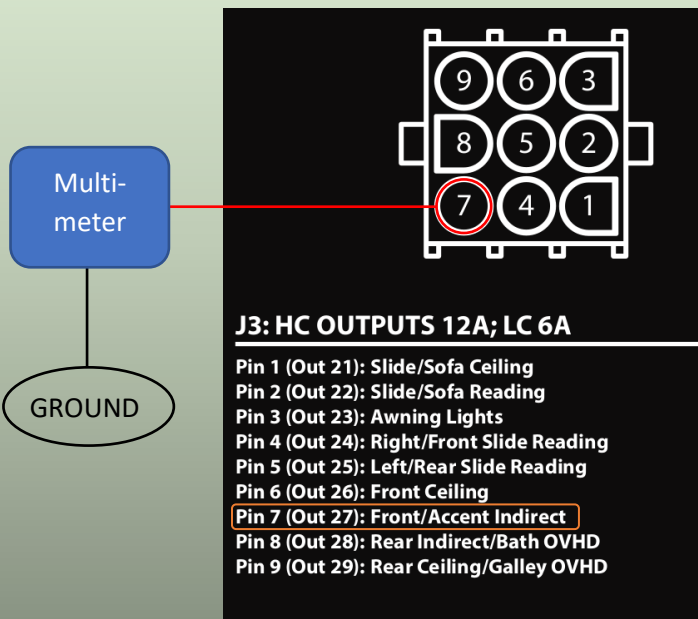 9 6 3
8 5 2
7 4 1
Multi-
meter
GROUND
J3: HC OUTPUTS 12A; LC 6A
Pin 1 (Out 21): Slide/Sofa Ceiling
Pin 2 (Out 22): Slide/Sofa Reading
Pin 3 (Out 23): Awning Lights
Pin 4 (Out 24): Right/Front Slide Reading
Pin 5 (Out 25): Left/Rear Slide Reading
Pin 6 (Out 26): Front Ceiling
Pin 7 (Out 27): Front/Accent Indirect
Pin 8 (Out 28): Rear Indirect/Bath OVHD
Pin 9 (Out 29): Rear Ceiling/Galley OVHD